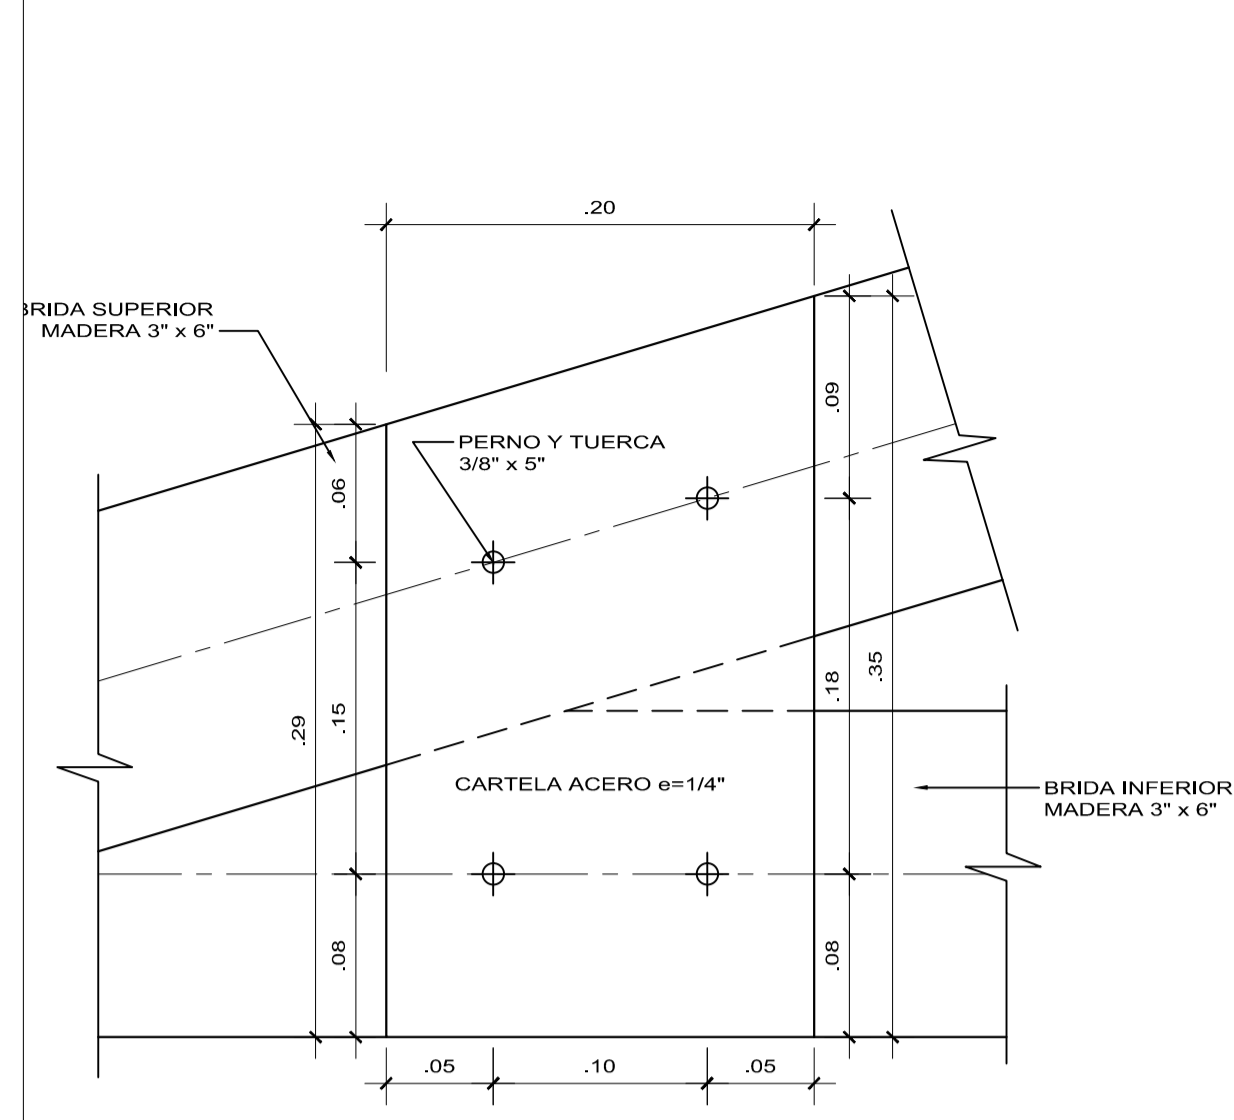 .20
BRIDA SUPERIOR
MADERA 3" x 6"
.09
PERNO Y TUERCA
3/8" x 5"
.06
.18
.35
.29
.15
CARTELA ACERO e=1/4"
BRIDA INFERIOR
MADERA 3" x 6"
.08
.08
.05
.10
.05